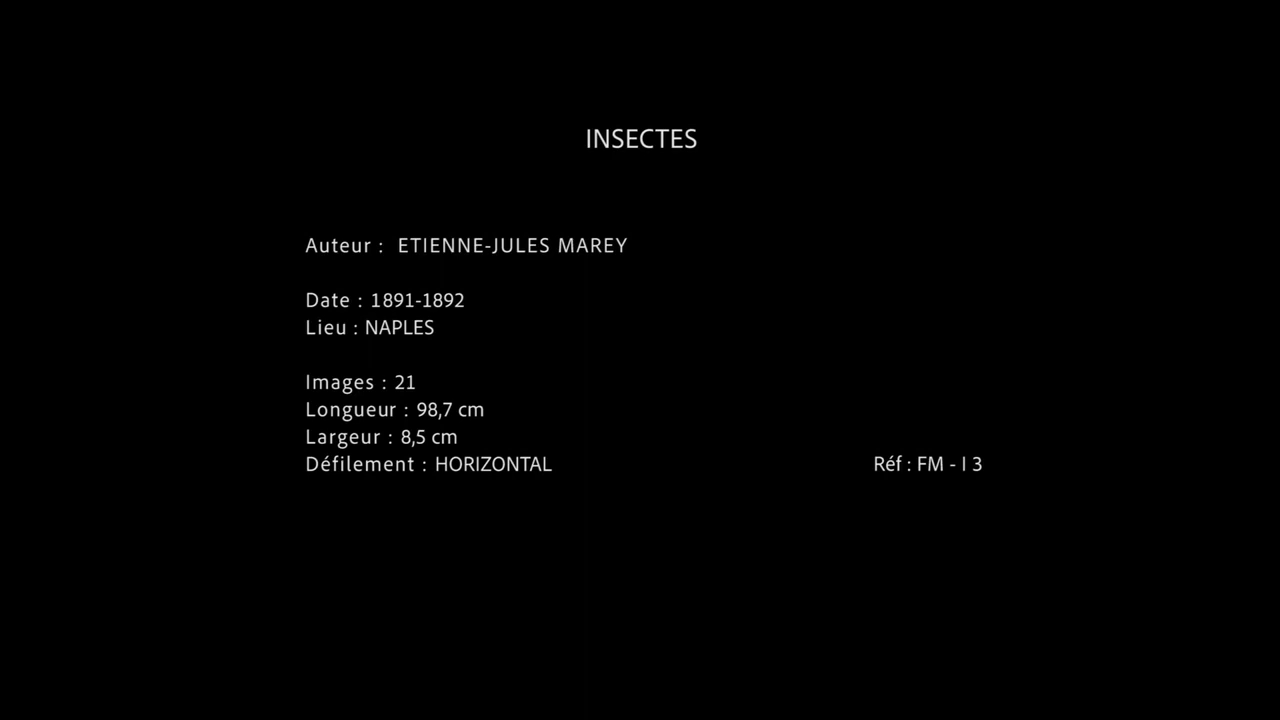 INSECTES
Auteur : ETIENNE-JULES MAREY
Date : 1891-1892
Lieu : NAPLES
Images : 21
Longueur : 98,7 cm
Largeur : 8,5 cm
Défilement : HORIZONTAL
Réf : FM - I 3